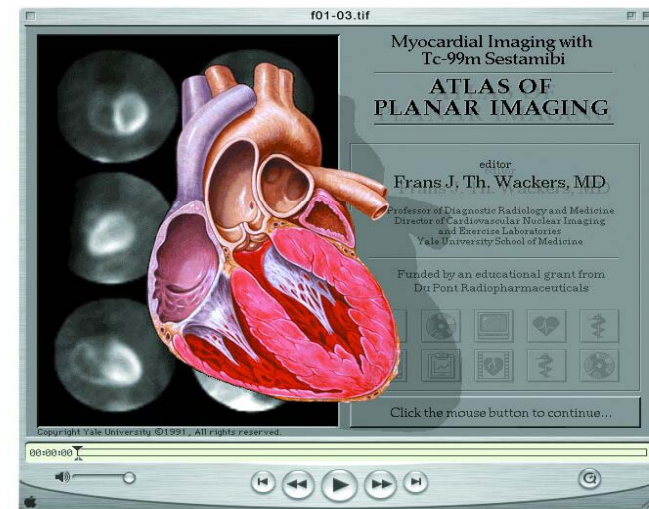 f01-03.tif
Myocardial Imaging with
Tc-99m Sestamibi
ATLAS OF
PLANAR IMAGING
editor
Frans J. Th. Wackers, MD
Professor of Diagnostic Radiology and Medicine
Director of Cardiovascular Nuclear Imaging
and Exercise Laboratories
Yale University School of Medicine
Funded by an educational grant from
Du Pont Radiopharmaceuticals
Click the mouse button to continue...
Copyright Yale University ©1991, All rights reserved.
00:00:00